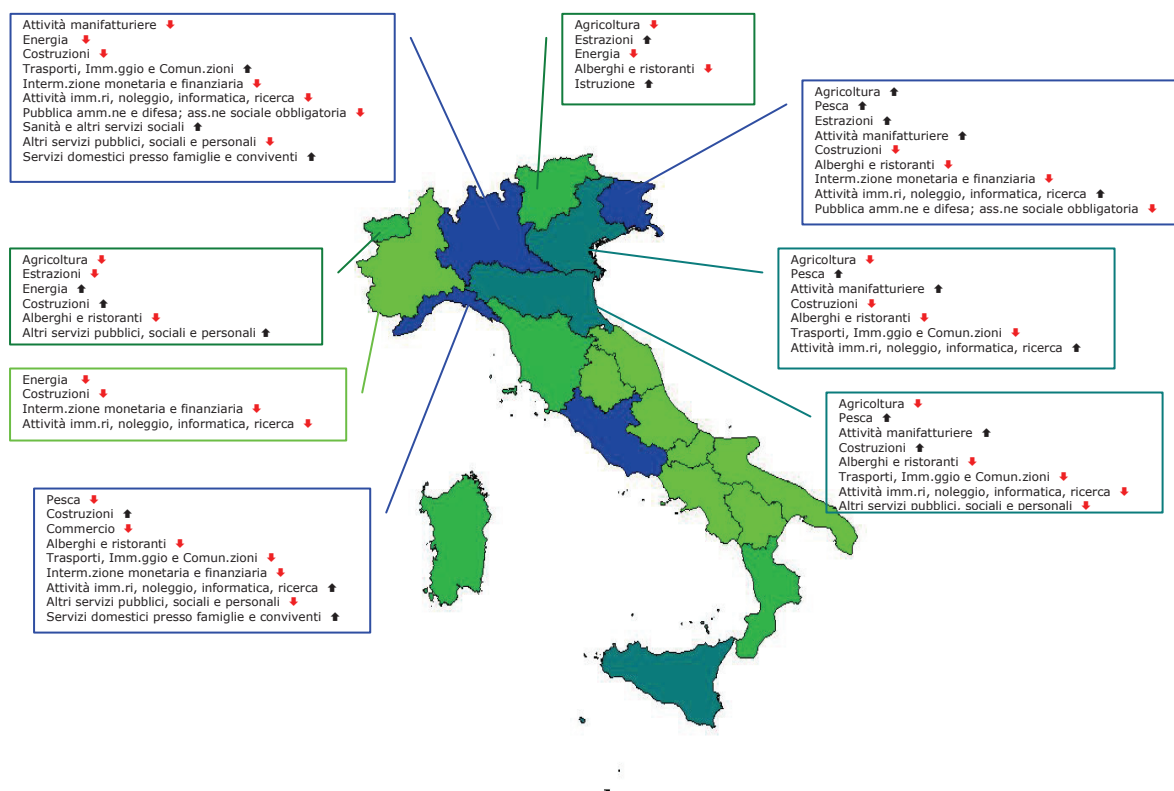 Attività manifatturiere
Energia
Costruzioni
Trasporti, Imm.ggio e Comun.zioni
Interm.zione monetaria e finanziaria
Attività imm.ri, noleggio, informatica, ricerca
Pubblica amm.ne e difesa; ass.ne sociale obbligatoria
Sanità e altri servizi sociali
Altri servizi pubblici, sociali e personali
Servizi domestici presso famiglie e conviventi
Agricoltura
Estrazioni
Energia
Alberghi e ristoranti
Istruzione
Agricoltura
Pesca
Estrazioni
Attività manifatturiere
Costruzioni
Alberghi e ristoranti
Interm.zione monetaria e finanziaria
Attività imm.ri, noleggio, informatica, ricerca
Pubblica amm.ne e difesa; ass.ne sociale obbligatoria
Agricoltura
Estrazioni
Energia
Costruzioni
Alberghi e ristoranti
Altri servizi pubblici, sociali e personali
Agricoltura
Pesca
Attività manifatturiere
Costruzioni
Alberghi e ristoranti
Trasporti, Imm.ggio e Comun.zioni
Attività imm.ri, noleggio, informatica, ricerca
Energia
Costruzioni
Interm.zione monetaria e finanziaria
Attività imm.ri, noleggio, informatica, ricerca
Agricoltura
Pesca
Attività manifatturiere
Costruzioni
Alberghi e ristoranti
Trasporti, Imm.ggio e Comun.zioni
Attività imm.ri, noleggio, informatica, ricerca
Altri servizi pubblici, sociali e personali
Pesca
Costruzioni
Commercio
Alberghi e ristoranti
Trasporti, Imm.ggio e Comun.zioni
Interm.zione monetaria e finanziaria
Attività imm.ri, noleggio, informatica, ricerca
Altri servizi pubblici, sociali e personali
Servizi domestici presso famiglie e conviventi